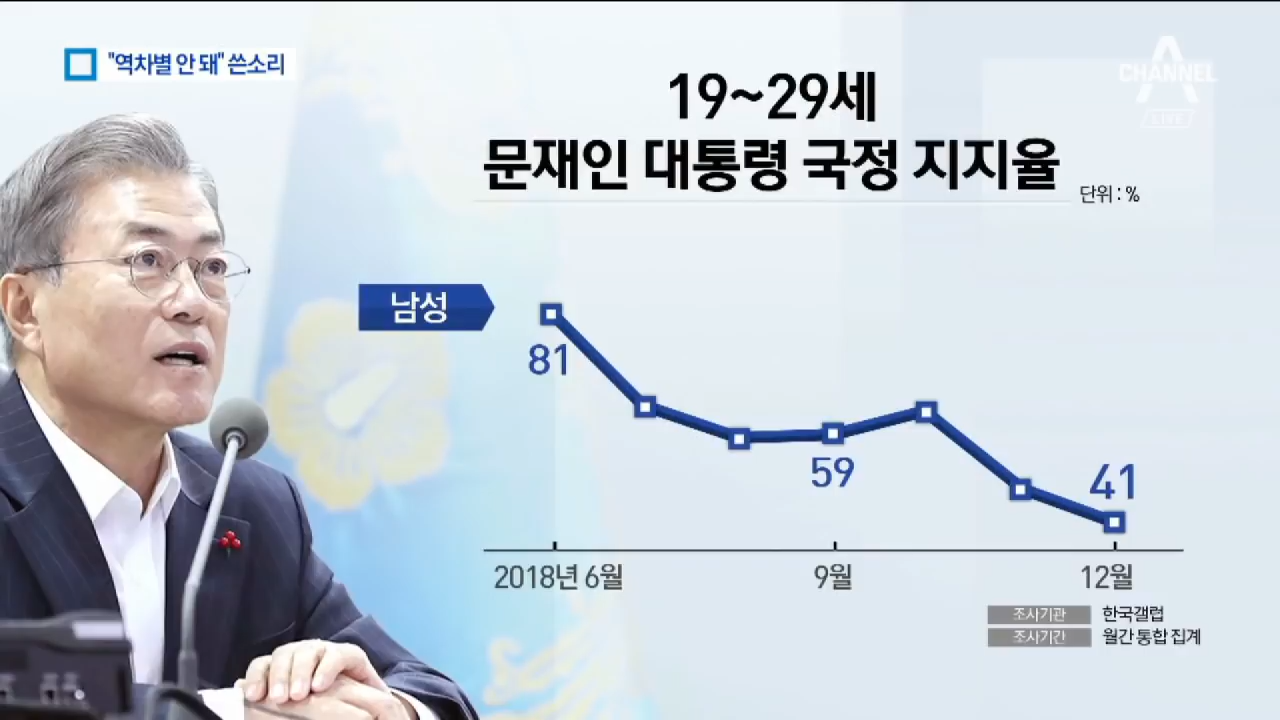 "역차별 안 돼" 쓴소리
CHANNEL A
LIVE
19~29세
문재인 대통령 국정 지지율
단위 : %
남성
81
59
41
2018년 6월
9월
12월
조사기관 한국갤럽
조사기간 월간 통합 집계